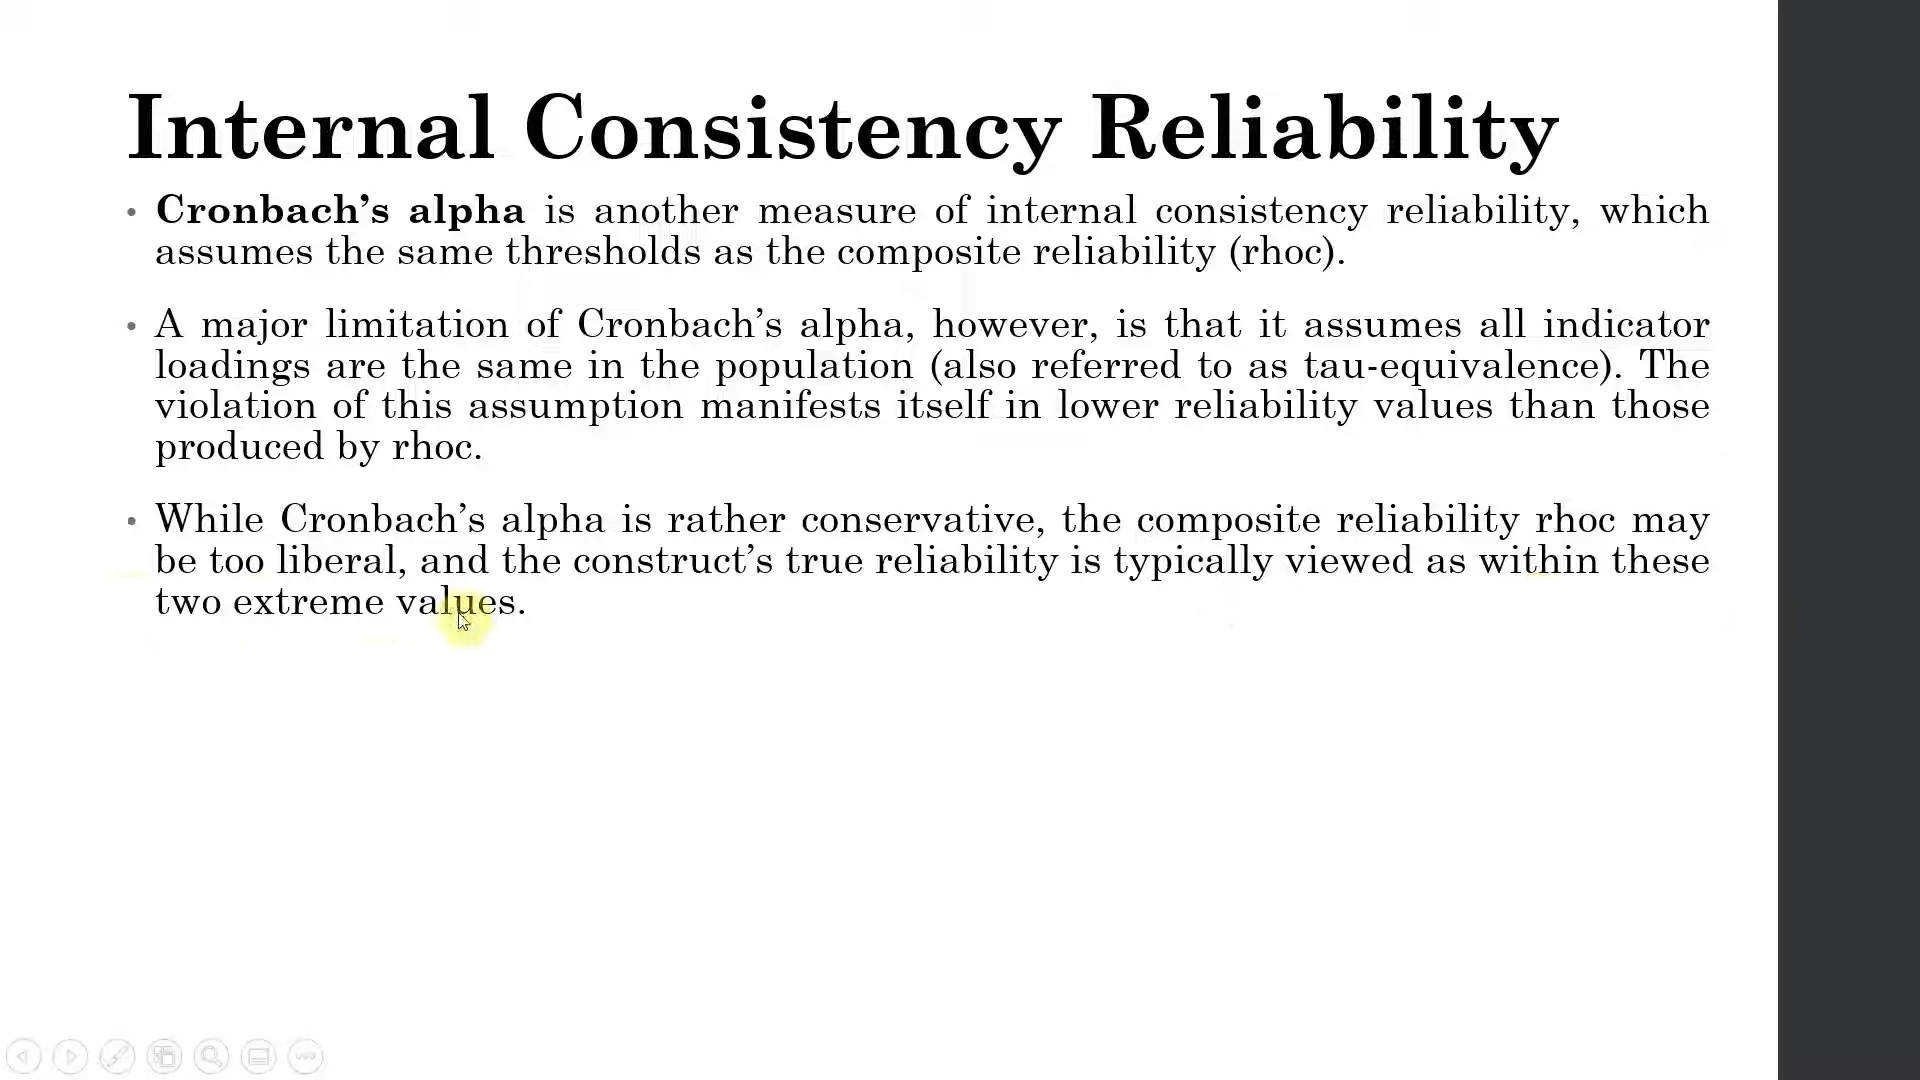 Internal Consistency Reliability
• Cronbach’s alpha is another measure of internal consistency reliability, which
assumes the same thresholds as the composite reliability (rhoc).
• A major limitation of Cronbach’s alpha, however, is that it assumes all indicator
loadings are the same in the population (also referred to as tau-equivalence). The
violation of this assumption manifests itself in lower reliability values than those
produced by rhoc.
• While Cronbach’s alpha is rather conservative, the composite reliability rhoc may
be too liberal, and the construct’s true reliability is typically viewed as within these
two extreme values.